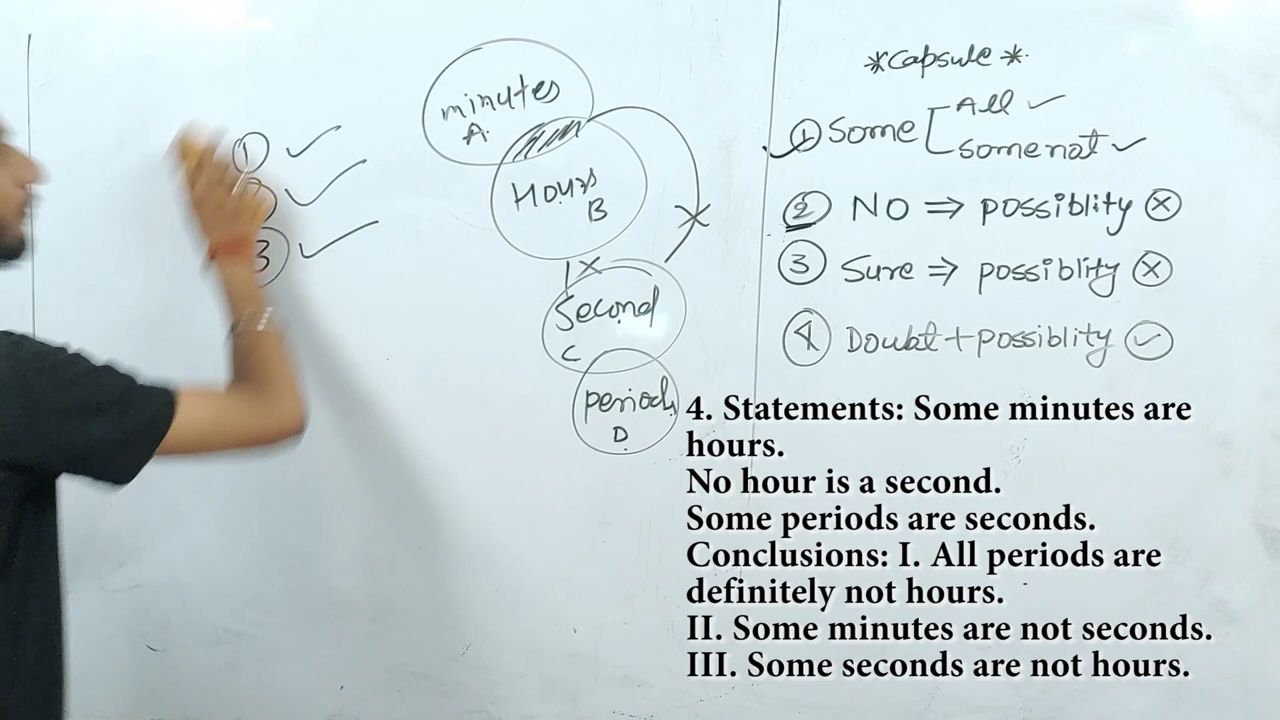 *Capsule*
minutes
A.
Hours
B
Second
C
periods
D
① ✓
✓
3 ✓
① Some [ All ✓
some not ✓
② NO ⇒ possiblity ⊗
③ Sure ⇒ possiblity ⊗
④ Doubt + possiblity ✓
4. Statements: Some minutes are
hours.
No hour is a second.
Some periods are seconds.
Conclusions: I. All periods are
definitely not hours.
II. Some minutes are not seconds.
III. Some seconds are not hours.